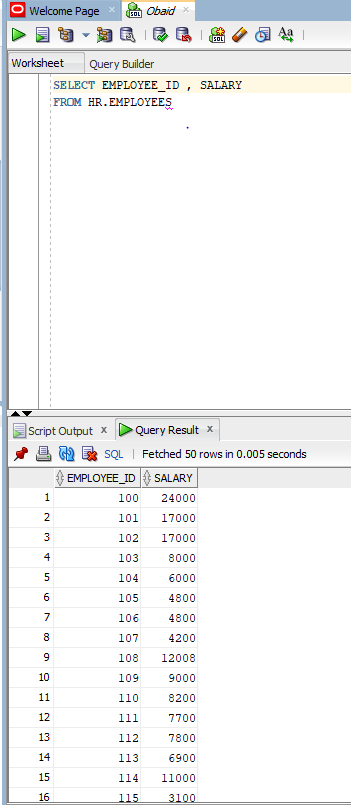 Welcome Page × Obaid ×
Worksheet Query Builder
SELECT EMPLOYEE_ID , SALARY
FROM HR.EMPLOYEES
Script Output × Query Result ×
SQL | Fetched 50 rows in 0.005 seconds
EMPLOYEE_ID SALARY
1 100 24000
2 101 17000
3 102 17000
4 103 8000
5 104 6000
6 105 4800
7 106 4800
8 107 4200
9 108 12008
10 109 9000
11 110 8200
12 111 7700
13 112 7800
14 113 6900
15 114 11000
16 115 3100